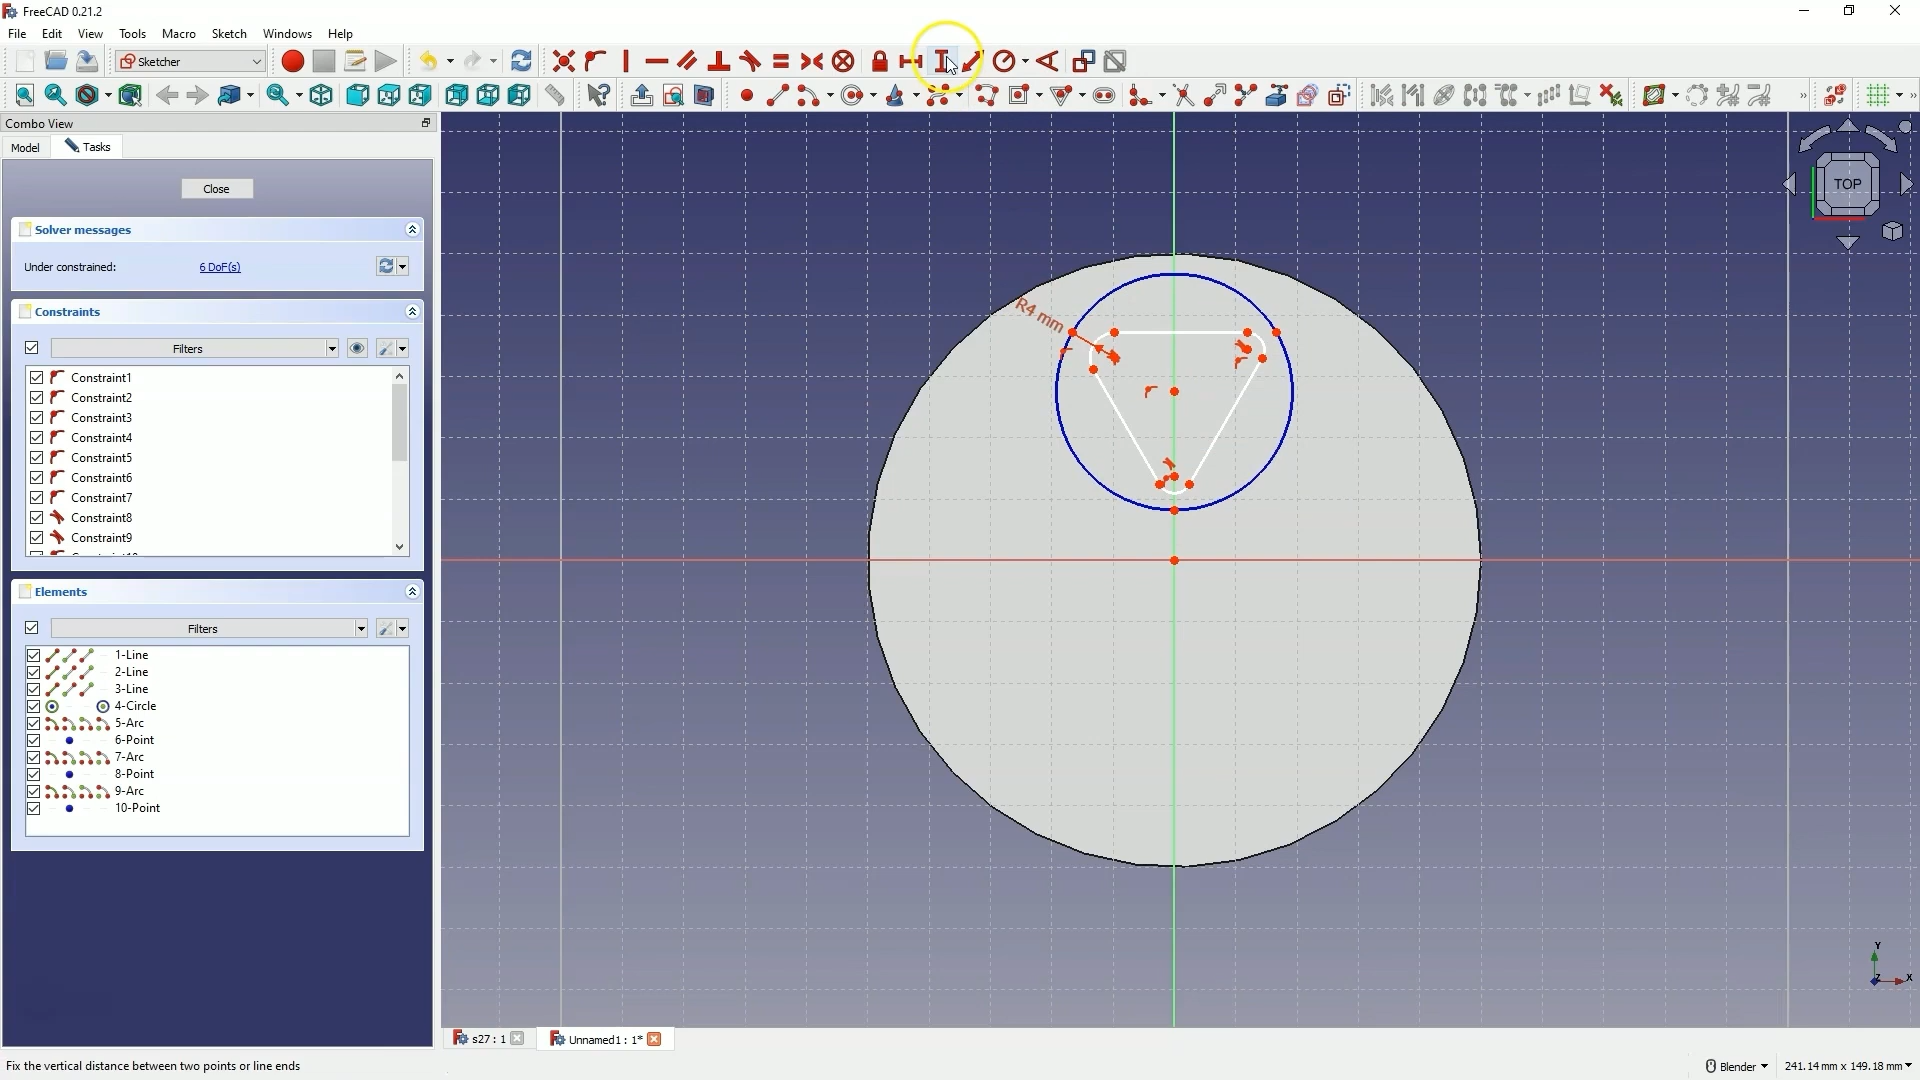 FreeCAD 0.21.2
File Edit View Tools Macro Sketch Windows Help
Sketcher
Combo View
Model Tasks
Close
Solver messages
Under constrained: 6 DoF(s)
Constraints
Filters
Constraint1
Constraint2
Constraint3
Constraint4
Constraint5
Constraint6
Constraint7
Constraint8
Constraint9
Elements
Filters
1-Line
2-Line
3-Line
4-Circle
5-Arc
6-Point
7-Arc
8-Point
9-Arc
10-Point
R4 mm
TOP
Y
Z
X
s27 : 1
Unnamed1 : 1*
Fix the vertical distance between two points or line ends
Blender
241.14 mm x 149.18 mm